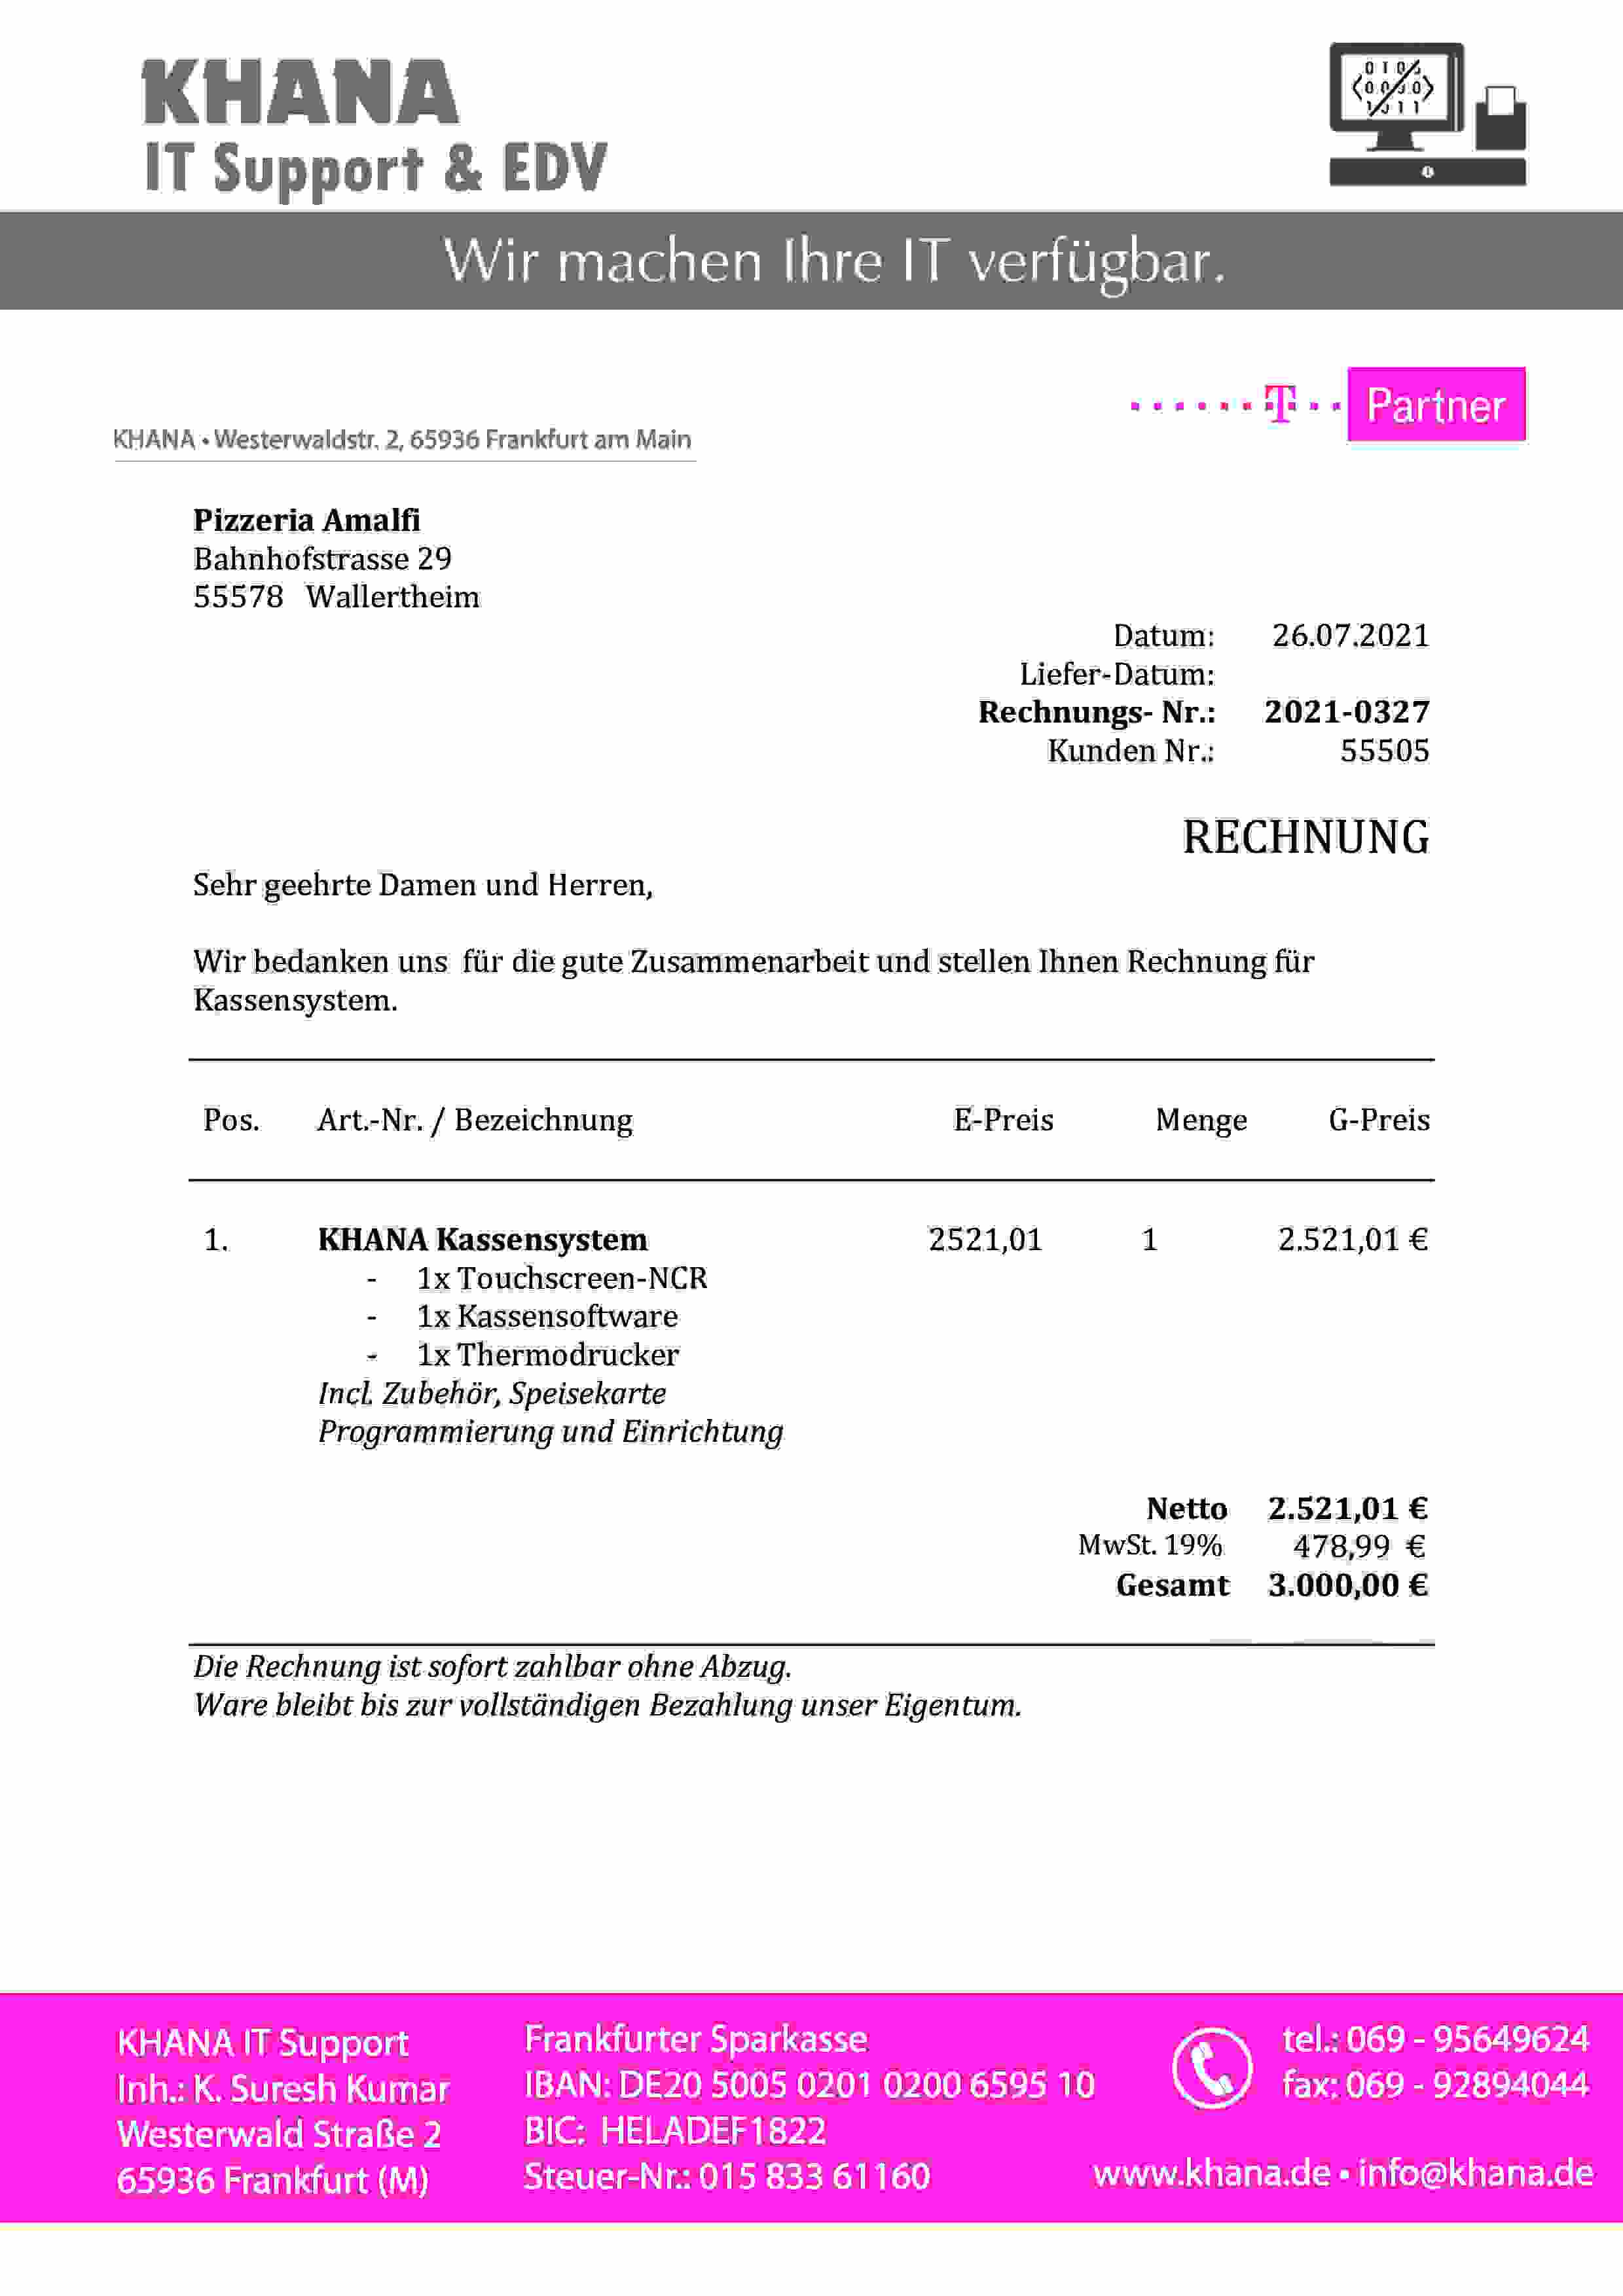 KHANA
IT Support & EDV
Wir machen Ihre IT verfügbar.
T Partner
KHANA • Westerwaldstr. 2, 65936 Frankfurt am Main
Pizzeria Amalfi
Bahnhofstrasse 29
55578 Wallertheim
Datum: 26.07.2021
Liefer-Datum:
Rechnungs- Nr.: 2021-0327
Kunden Nr.: 55505
RECHNUNG
Sehr geehrte Damen und Herren,
Wir bedanken uns für die gute Zusammenarbeit und stellen Ihnen Rechnung für
Kassensystem.
Pos. Art.-Nr. / Bezeichnung E-Preis Menge G-Preis
1. KHANA Kassensystem 2521,01 1 2.521,01 €
- 1x Touchscreen-NCR
- 1x Kassensoftware
- 1x Thermodrucker
Incl. Zubehör, Speisekarte
Programmierung und Einrichtung
Netto 2.521,01 €
MwSt. 19% 478,99 €
Gesamt 3.000,00 €
Die Rechnung ist sofort zahlbar ohne Abzug.
Ware bleibt bis zur vollständigen Bezahlung unser Eigentum.
KHANA IT Support
Inh.: K. Suresh Kumar
Westerwald Straße 2
65936 Frankfurt (M)
Frankfurter Sparkasse
IBAN: DE20 5005 0201 0200 6595 10
BIC: HELADEF1822
Steuer-Nr.: 015 833 61160
tel.: 069 - 95649624
fax: 069 - 92894044
www.khana.de • info@khana.de